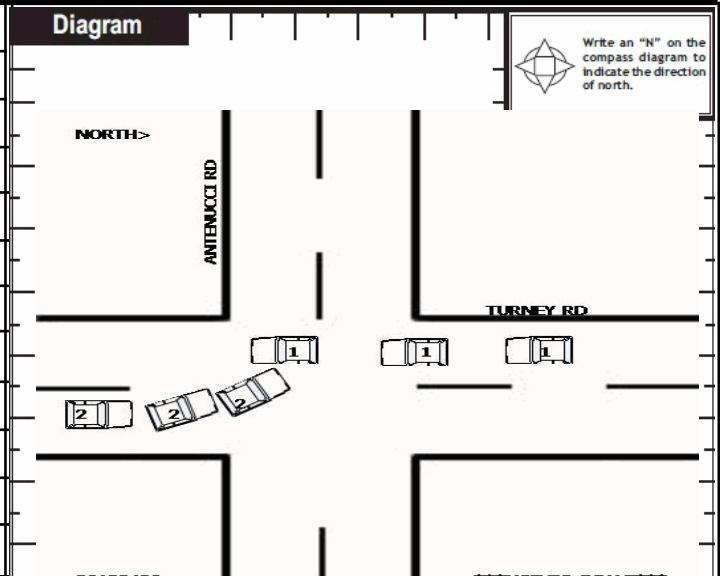 Diagram
Write an “N” on the
compass diagram to
indicate the direction
of north.
NORTH>
ANTENUCCI RD
TURNEY RD
1
1
1
2
2
2